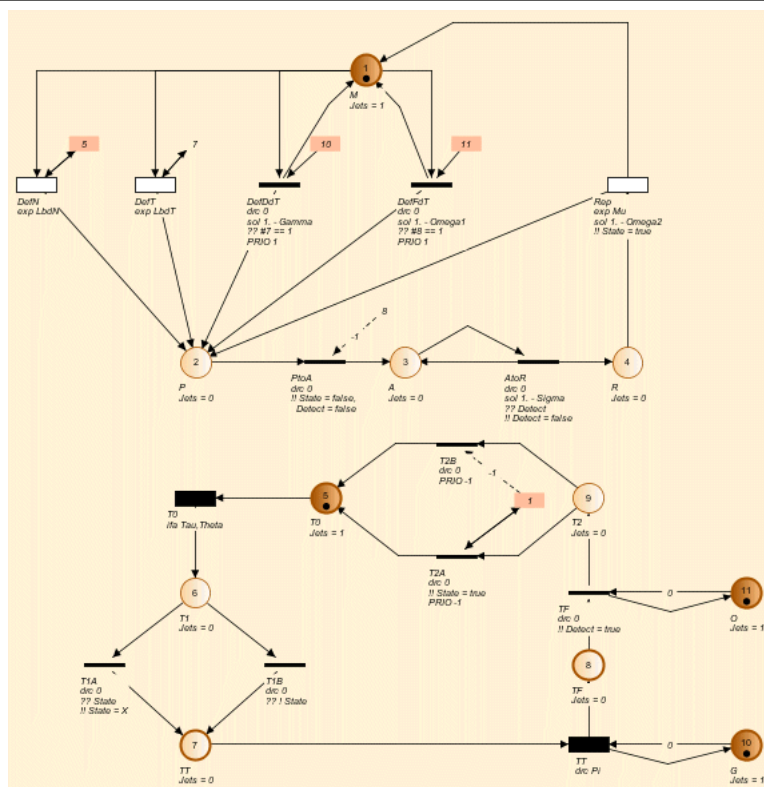 1
M
Jets = 1
5
7
10
11
DefN
exp LbdN
DefT
exp LbdT
DefDdT
drc 0
sol 1. - Gamma
?? #7 == 1
PRIO 1
DefFdT
drc 0
sol 1. - Omega1
?? #8 == 1
PRIO 1
Rep
exp Mu
sol 1. - Omega2
!! State = true
8
-1
2
P
Jets = 0
PtoA
drc 0
!! State = false,
Detect = false
3
A
Jets = 0
AtoR
drc 0
sol 1. - Sigma
?? Detect
!! Detect = false
4
R
Jets = 0
T2B
drc 0
PRIO -1
-1
1
T0
ifa Tau,Theta
5
T0
Jets = 1
9
T2
Jets = 0
T2A
drc 0
!! State = true
PRIO -1
6
T1
Jets = 0
TF
drc 0
!! Detect = true
0
11
O
Jets = 1
T1A
drc 0
?? State
!! State = X
T1B
drc 0
?? ! State
8
TF
Jets = 0
7
TT
Jets = 0
TT
drc Pi
0
10
G
Jets = 1